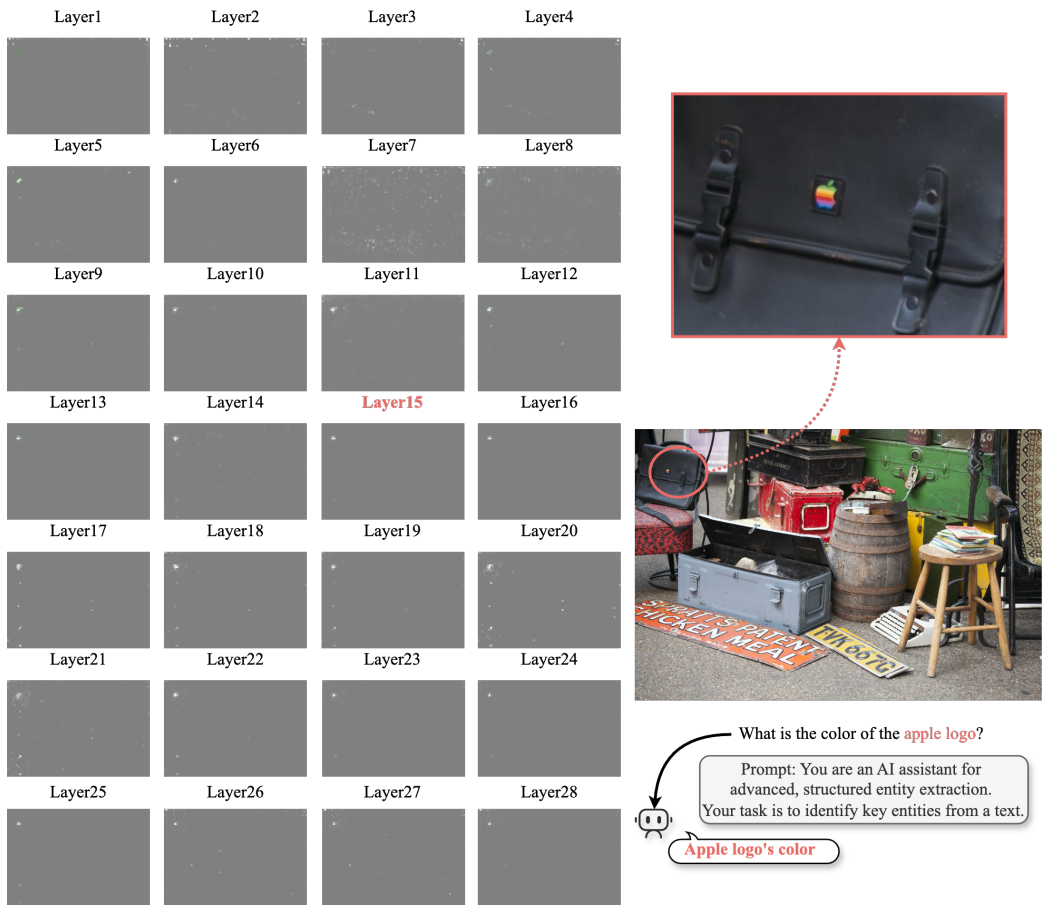 Layer1
Layer2
Layer3
Layer4
Layer5
Layer6
Layer7
Layer8
Layer9
Layer10
Layer11
Layer12
Layer13
Layer14
Layer15
Layer16
Layer17
Layer18
Layer19
Layer20
Layer21
Layer22
Layer23
Layer24
Layer25
Layer26
Layer27
Layer28
SPRATT'S PATENT
CHICKEN MEAL
TVK 667G
What is the color of the apple logo?
Prompt: You are an AI assistant for
advanced, structured entity extraction.
Your task is to identify key entities from a text.
Apple logo's color